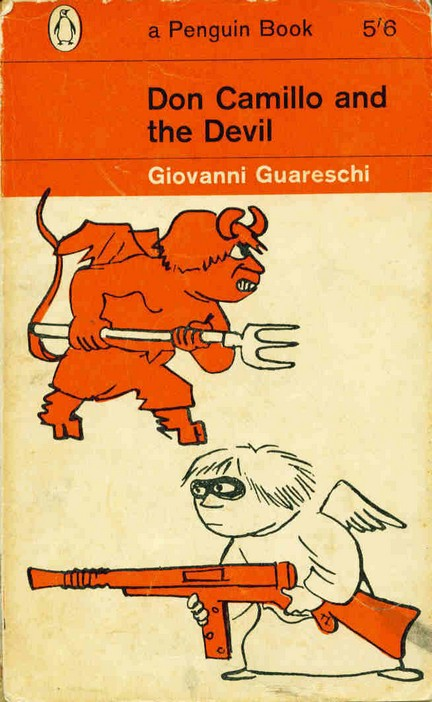 a Penguin Book 5/6
Don Camillo and
the Devil
Giovanni Guareschi